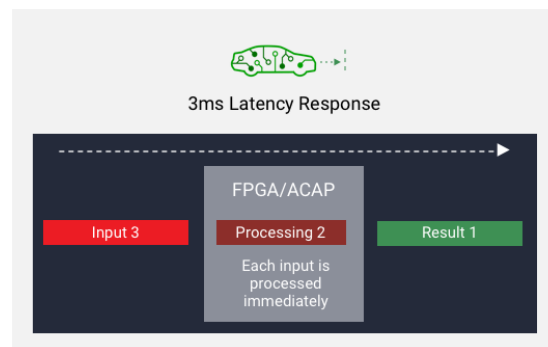 3ms Latency Response
FPGA/ACAP
Input 3
Processing 2
Result 1
Each input is
processed
immediately